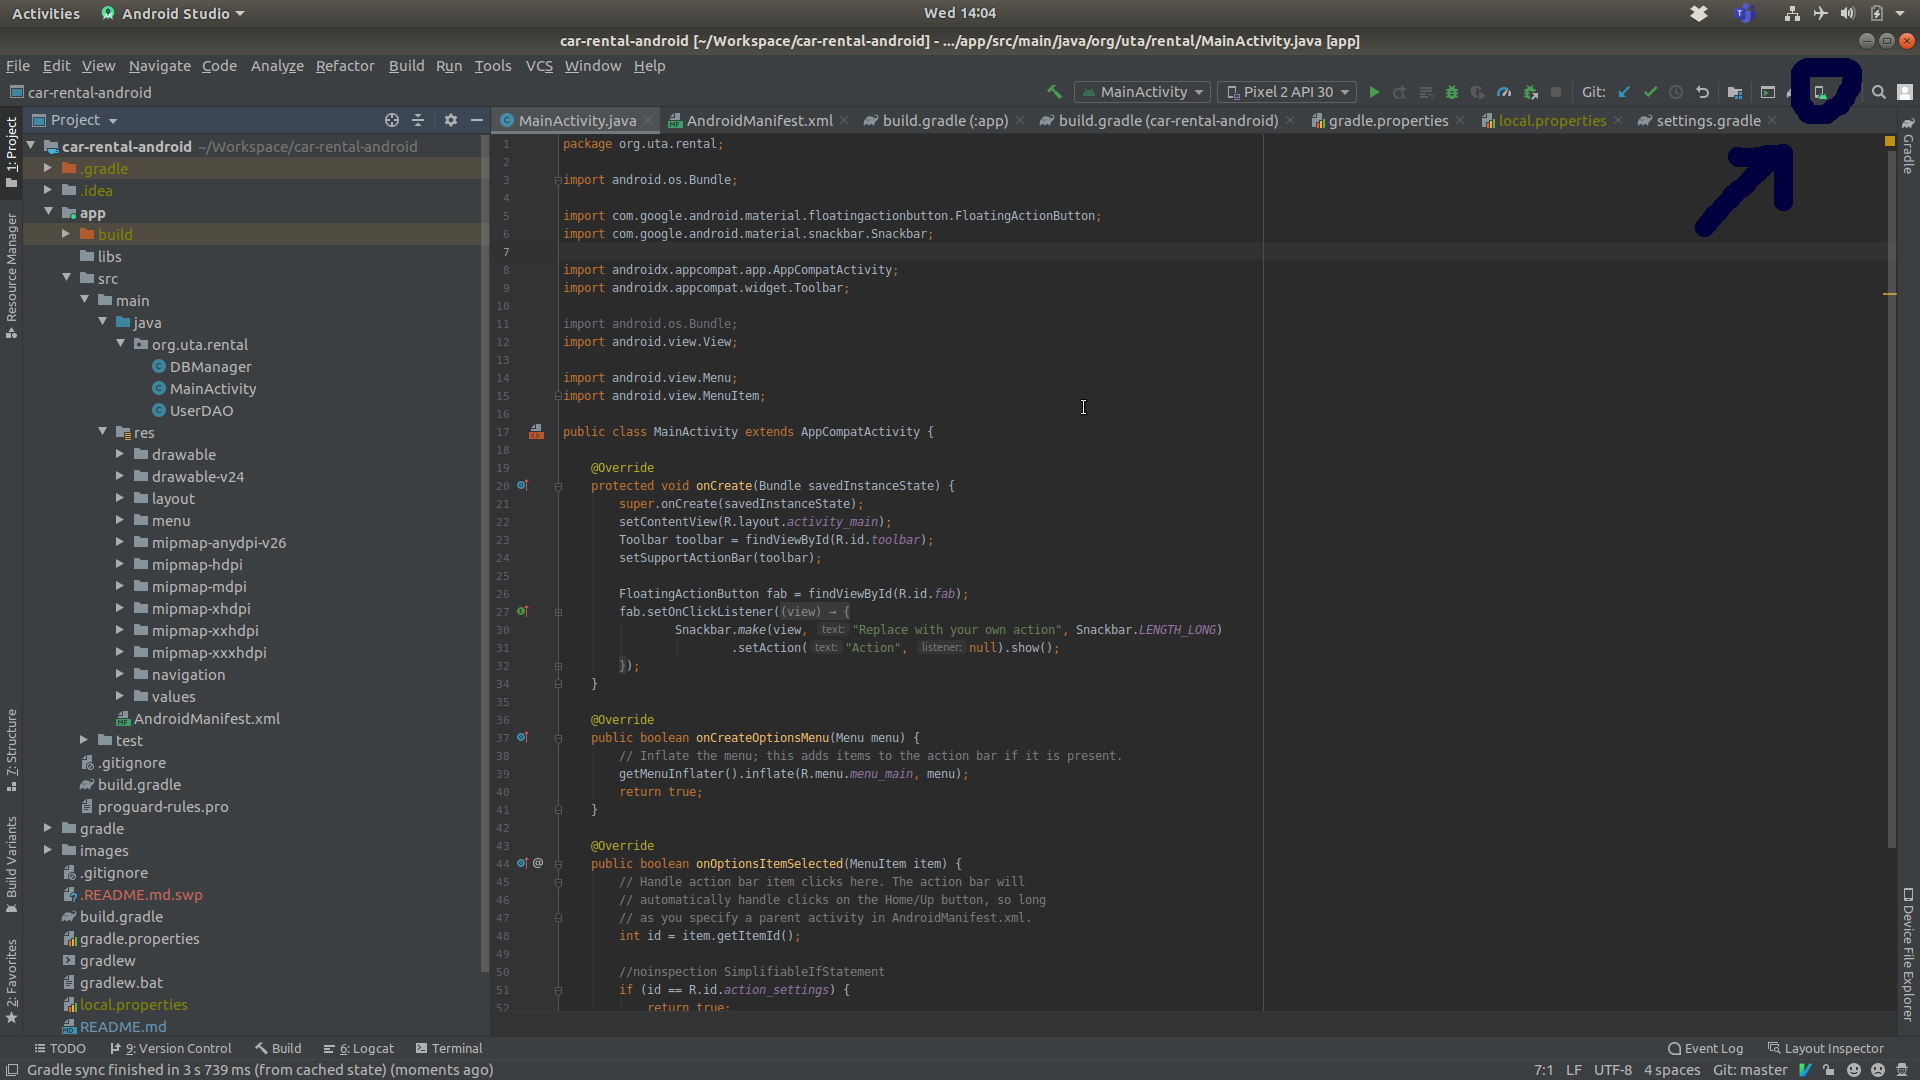 Activities Android Studio Wed 14:04
car-rental-android [~/Workspace/car-rental-android] - .../app/src/main/java/org/uta/rental/MainActivity.java [app]
File Edit View Navigate Code Analyze Refactor Build Run Tools VCS Window Help
car-rental-android MainActivity Pixel 2 API 30 Git:
1: Project
Resource Manager
7: Structure
Build Variants
2: Favorites
Project
car-rental-android ~/Workspace/car-rental-android
.gradle
.idea
app
build
libs
src
main
java
org.uta.rental
DBManager
MainActivity
UserDAO
res
drawable
drawable-v24
layout
menu
mipmap-anydpi-v26
mipmap-hdpi
mipmap-mdpi
mipmap-xhdpi
mipmap-xxhdpi
mipmap-xxxhdpi
navigation
values
AndroidManifest.xml
test
.gitignore
build.gradle
proguard-rules.pro
gradle
images
.gitignore
.README.md.swp
build.gradle
gradle.properties
gradlew
gradlew.bat
local.properties
README.md
MainActivity.java AndroidManifest.xml build.gradle (:app) build.gradle (car-rental-android) gradle.properties local.properties settings.gradle
1 package org.uta.rental;
2
3 import android.os.Bundle;
4
5 import com.google.android.material.floatingactionbutton.FloatingActionButton;
6 import com.google.android.material.snackbar.Snackbar;
7
8 import androidx.appcompat.app.AppCompatActivity;
9 import androidx.appcompat.widget.Toolbar;
10
11 import android.os.Bundle;
12 import android.view.View;
13
14 import android.view.Menu;
15 import android.view.MenuItem;
16
17 public class MainActivity extends AppCompatActivity {
18
19 @Override
20 protected void onCreate(Bundle savedInstanceState) {
21 super.onCreate(savedInstanceState);
22 setContentView(R.layout.activity_main);
23 Toolbar toolbar = findViewById(R.id.toolbar);
24 setSupportActionBar(toolbar);
25
26 FloatingActionButton fab = findViewById(R.id.fab);
27 fab.setOnClickListener((view) → {
30 Snackbar.make(view, text: "Replace with your own action", Snackbar.LENGTH_LONG)
31 .setAction( text: "Action", listener: null).show();
32 });
34 }
35
36 @Override
37 public boolean onCreateOptionsMenu(Menu menu) {
38 // Inflate the menu; this adds items to the action bar if it is present.
39 getMenuInflater().inflate(R.menu.menu_main, menu);
40 return true;
41 }
42
43 @Override
44 @ public boolean onOptionsItemSelected(MenuItem item) {
45 // Handle action bar item clicks here. The action bar will
46 // automatically handle clicks on the Home/Up button, so long
47 // as you specify a parent activity in AndroidManifest.xml.
48 int id = item.getItemId();
49
50 //noinspection SimplifiableIfStatement
51 if (id == R.id.action_settings) {
52 return true;
Gradle
Device File Explorer
TODO 9: Version Control Build 6: Logcat Terminal Event Log Layout Inspector
Gradle sync finished in 3 s 739 ms (from cached state) (moments ago) 7:1 LF UTF-8 4 spaces Git: master